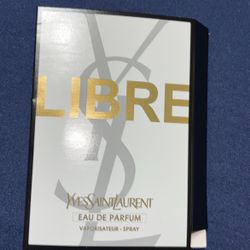 LIBRE
YVESSAINTLAURENT
EAU DE PARFUM
VAPORISATEUR - SPRAY